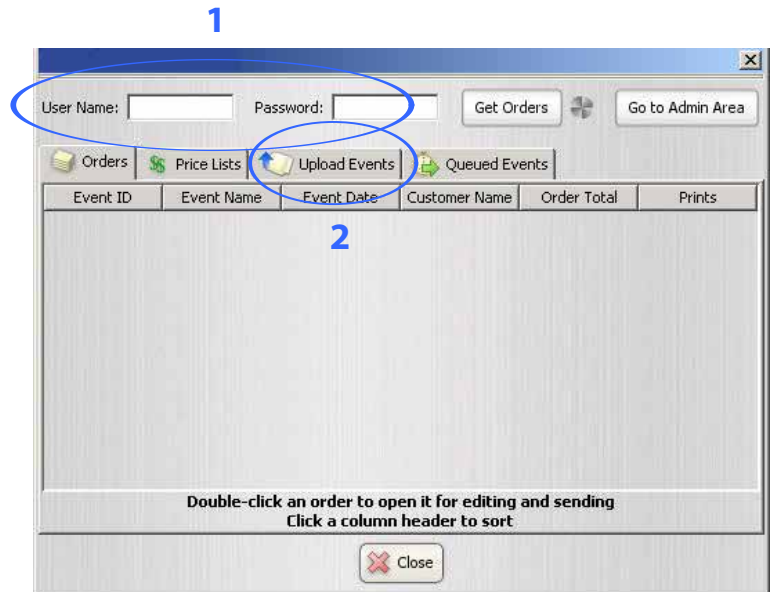 1
User Name: Password: Get Orders Go to Admin Area
Orders Price Lists Upload Events Queued Events
Event ID Event Name Event Date Customer Name Order Total Prints
2
Double-click an order to open it for editing and sending
Click a column header to sort
Close